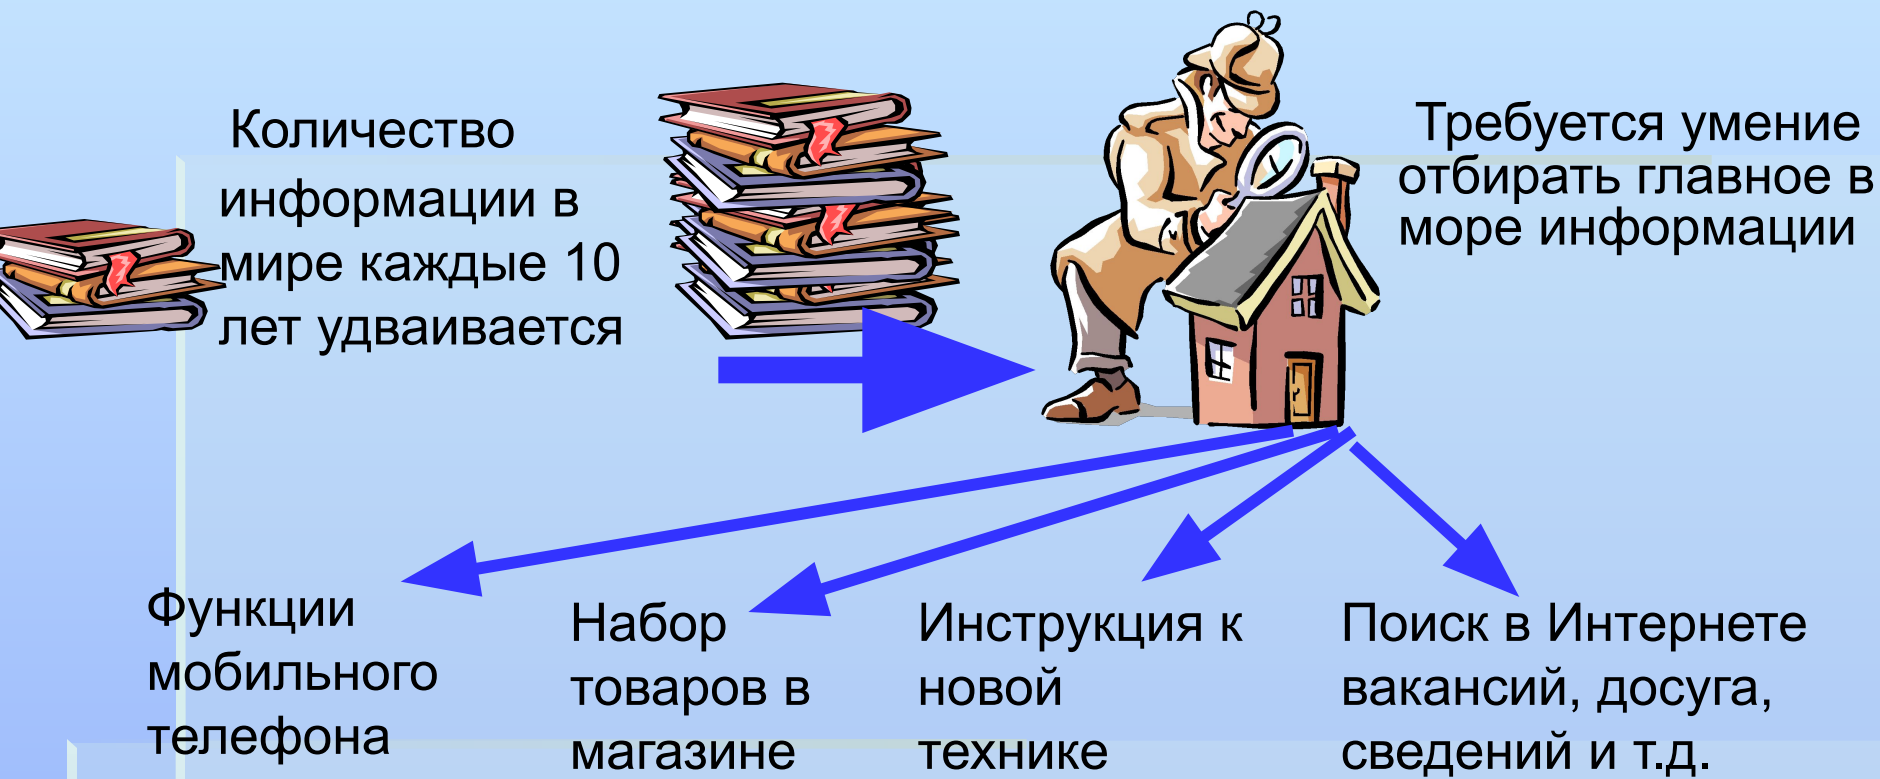 Количество
информации в
мире каждые 10
лет удваивается
Требуется умение
отбирать главное в
море информации
Функции
мобильного
телефона
Набор
товаров в
магазине
Инструкция к
новой
технике
Поиск в Интернете
вакансий, досуга,
сведений и т.д.